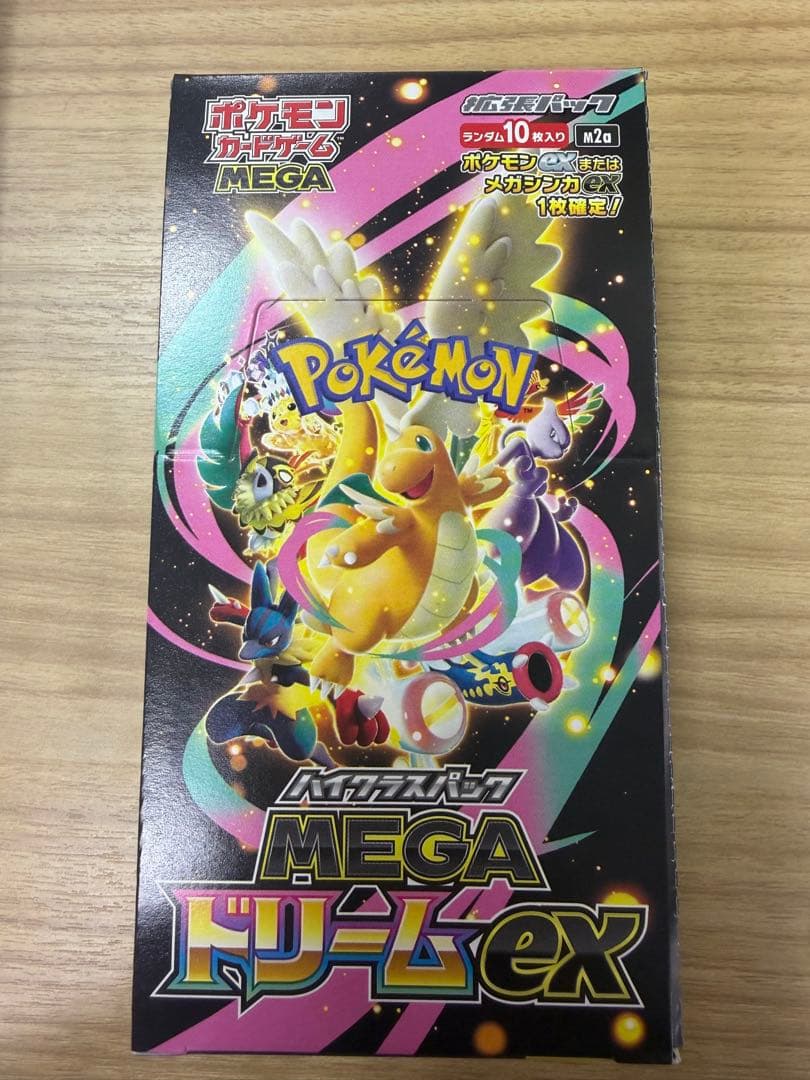 ポケモン
カードゲーム™
MEGA
拡張パック
ランダム10枚入り M2a
ポケモンexまたは
メガシンカex
1枚確定!
POKÉMON
TM
ハイクラスパック
MEGA
ドリームex